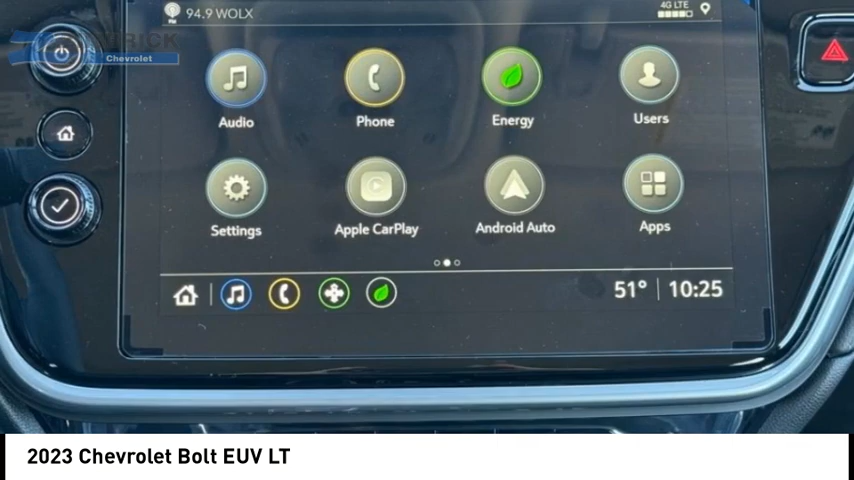 94.9 WOLX
4G LTE
FM
Chevrolet
Audio
Phone
Energy
Users
Settings
Apple CarPlay
Android Auto
Apps
51° 10:25
2023 Chevrolet Bolt EUV LT